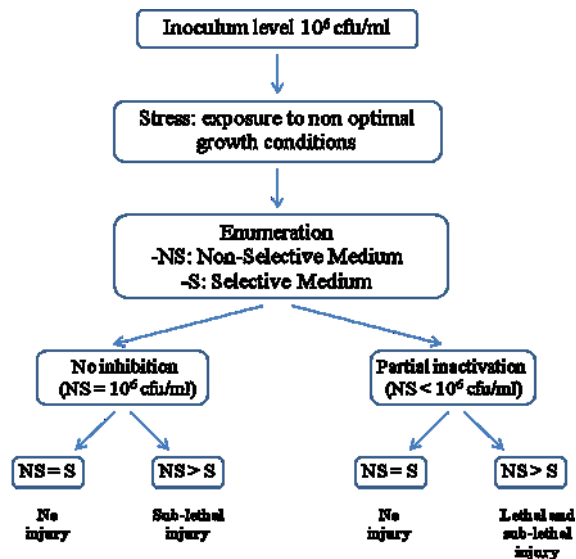 Inoculum level 10⁶ cfu/ml
Stress: exposure to non optimal
growth conditions
Enumeration
-NS: Non-Selective Medium
-S: Selective Medium
No inhibition
(NS = 10⁶ cfu/ml)
Partial inactivation
(NS < 10⁶ cfu/ml)
NS = S
NS > S
NS = S
NS > S
No
injury
Sub-lethal
injury
No
injury
Lethal and
sub-lethal
injury